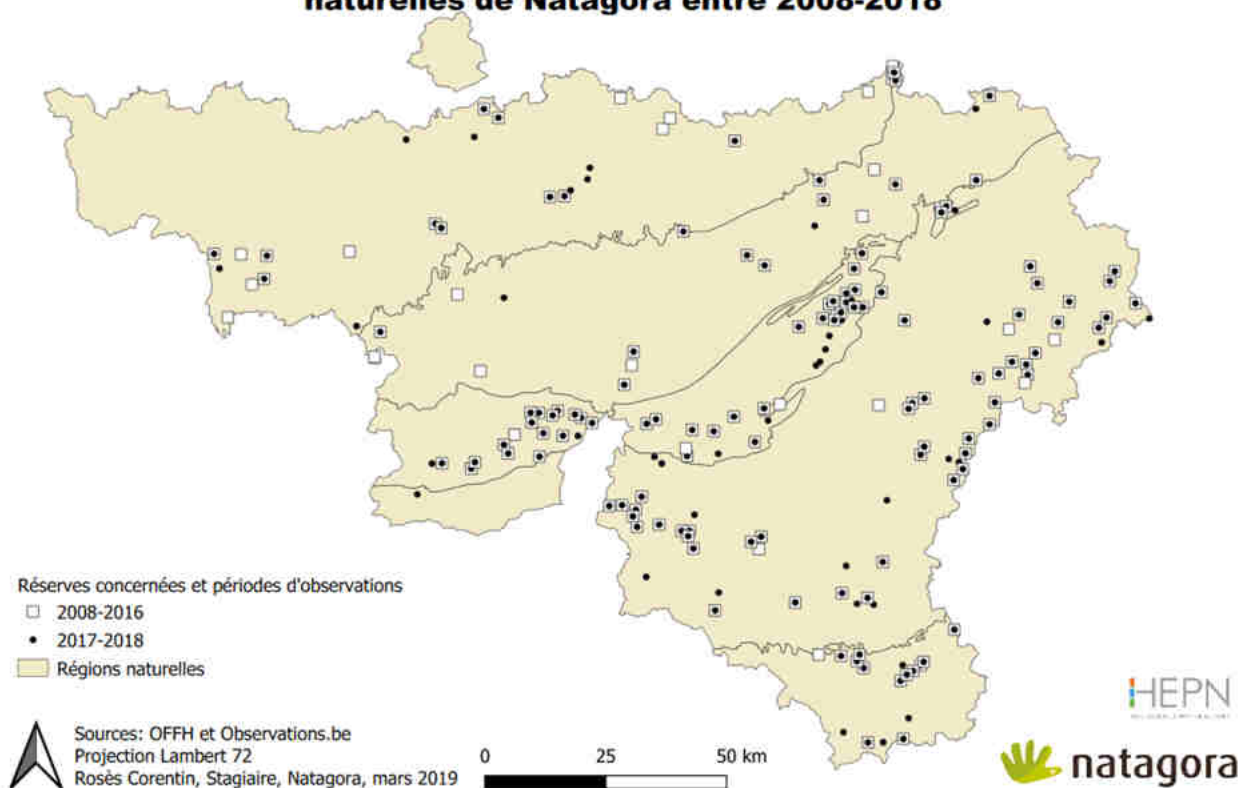 naturelles de Natagora entre 2008-2018
Réserves concernées et périodes d'observations
2008-2016
2017-2018
Régions naturelles
Sources: OFFH et Observations.be
Projection Lambert 72
Rosès Corentin, Stagiaire, Natagora, mars 2019
0 25 50 km
HEPN
natagora